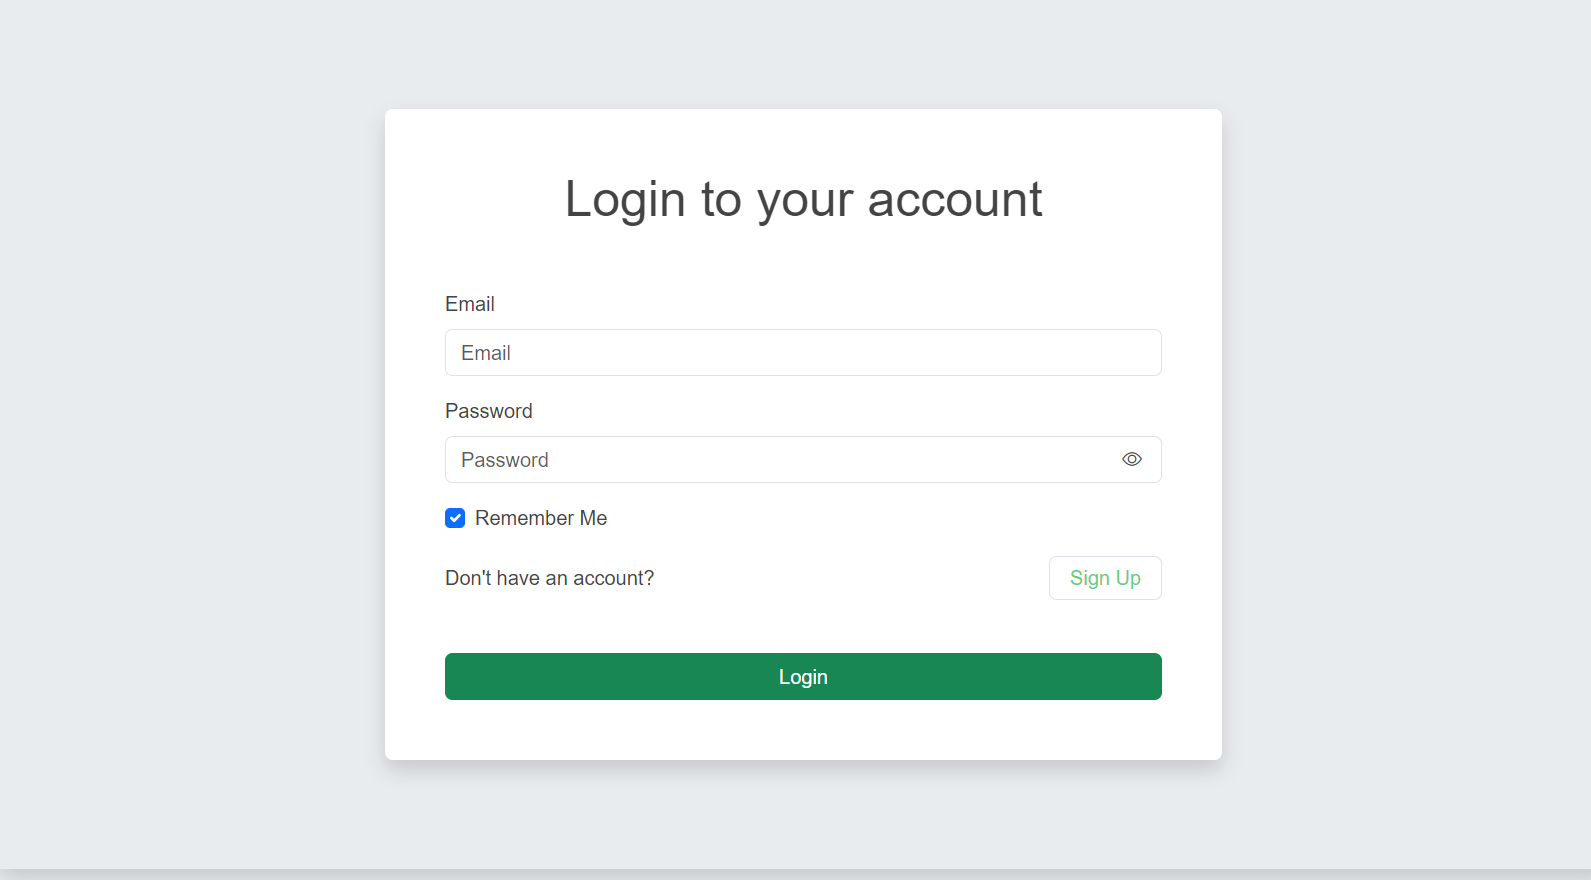 Login to your account
Email
Email
Password
Password
Remember Me
Don't have an account? Sign Up
Login